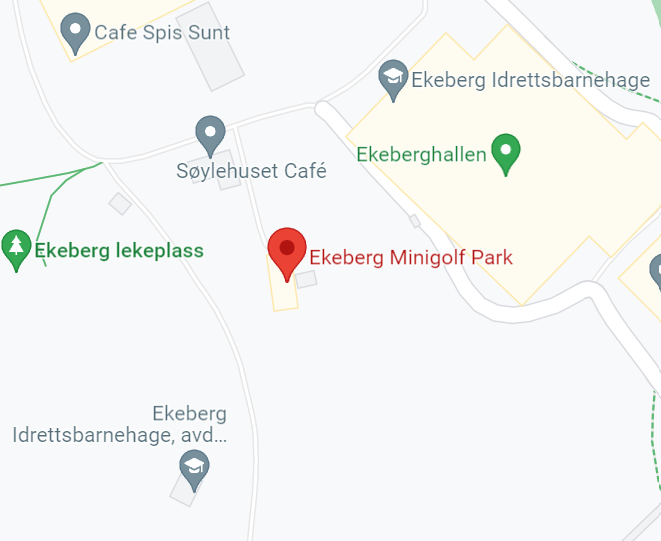 Cafe Spis Sunt
Ekeberg Idrettsbarnehage
Ekeberghallen
Søylehuset Café
Ekeberg lekeplass
Ekeberg Minigolf Park
Ekeberg
Idrettsbarnehage, avd...